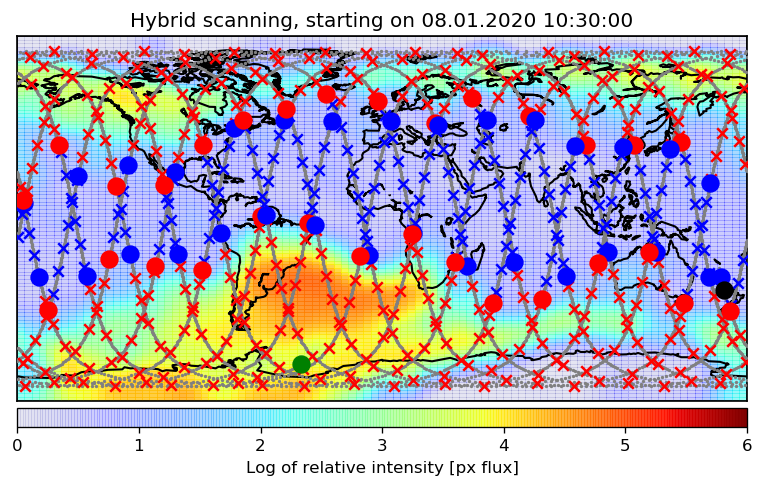 Hybrid scanning, starting on 08.01.2020 10:30:00
0 1 2 3 4 5 6
Log of relative intensity [px flux]